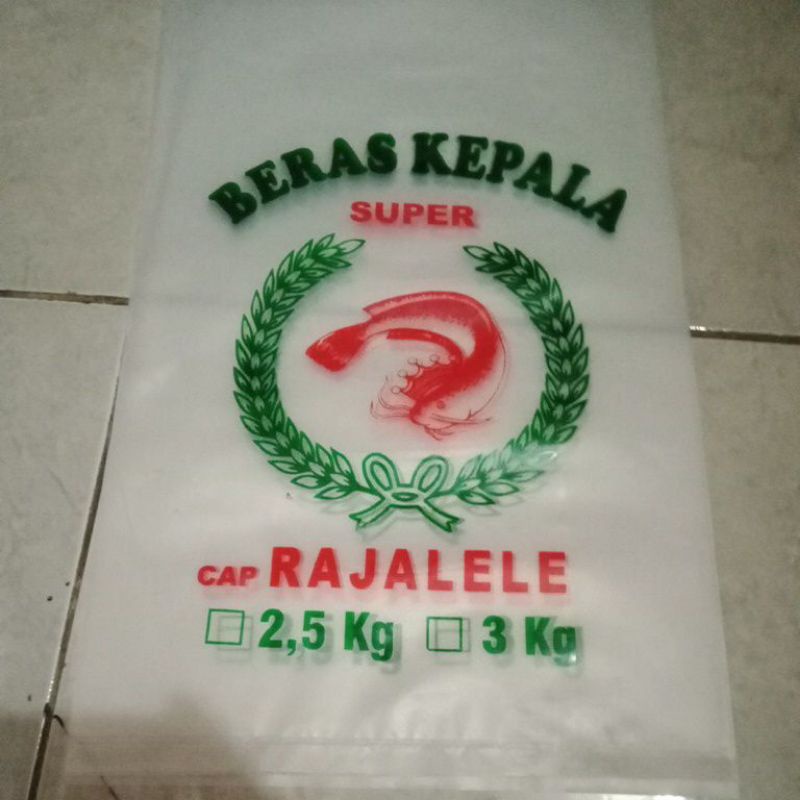 BERAS KEPALA
SUPER
CAP RAJALELE
2,5 Kg 3 Kg